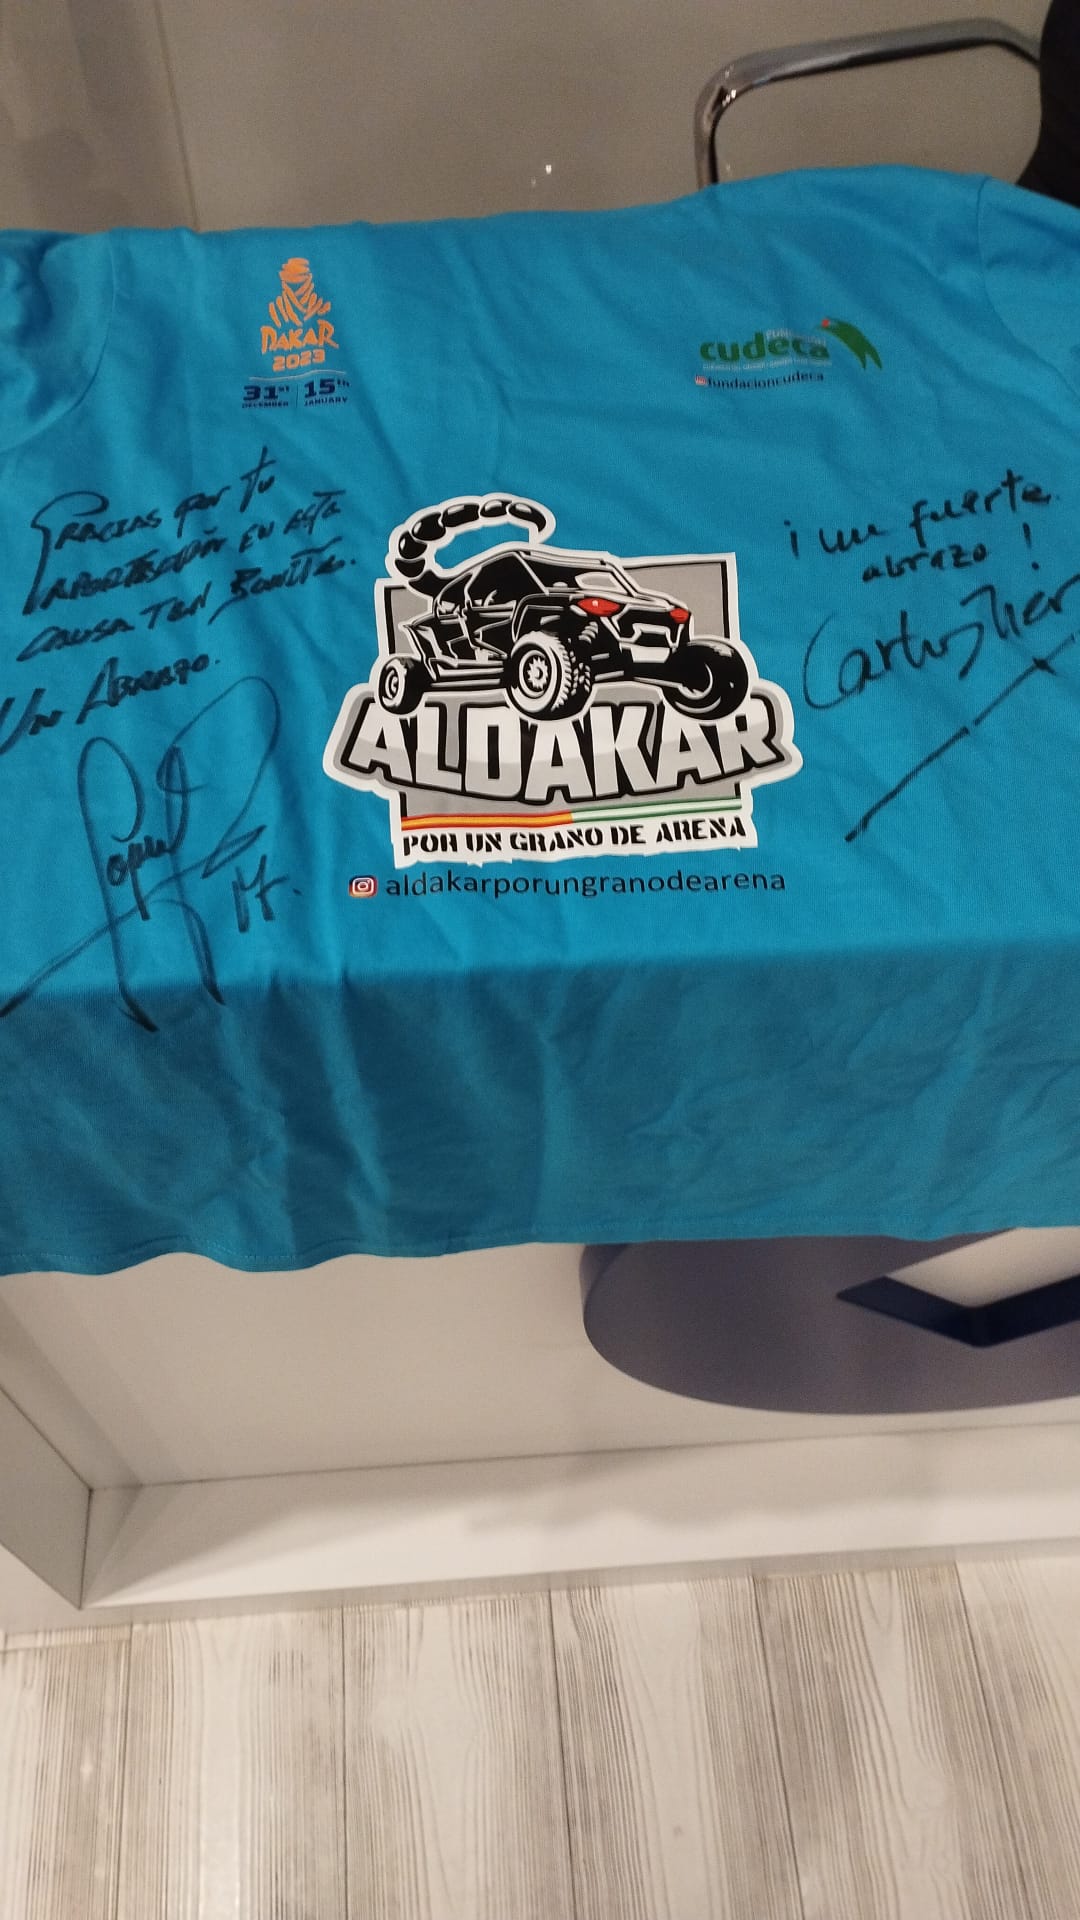 DAKAR
2023
31ST
DECEMBER
15TH
JANUARY
cudeca
fundacioncudeca
Gracias por tu
aportación en esta
causa tan bonita.
Un Abrazo.
¡un fuerte
abrazo!
Carlos
ALDAKAR
POR UN GRANO DE ARENA
aldakarporungranodearena